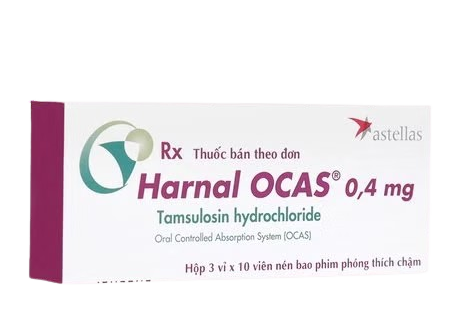 astellas
Rx Thuốc bán theo đơn
Harnal OCAS® 0,4 mg
Tamsulosin hydrochloride
Oral Controlled Absorption System (OCAS)
Hộp 3 vỉ x 10 viên nén bao phim phóng thích chậm